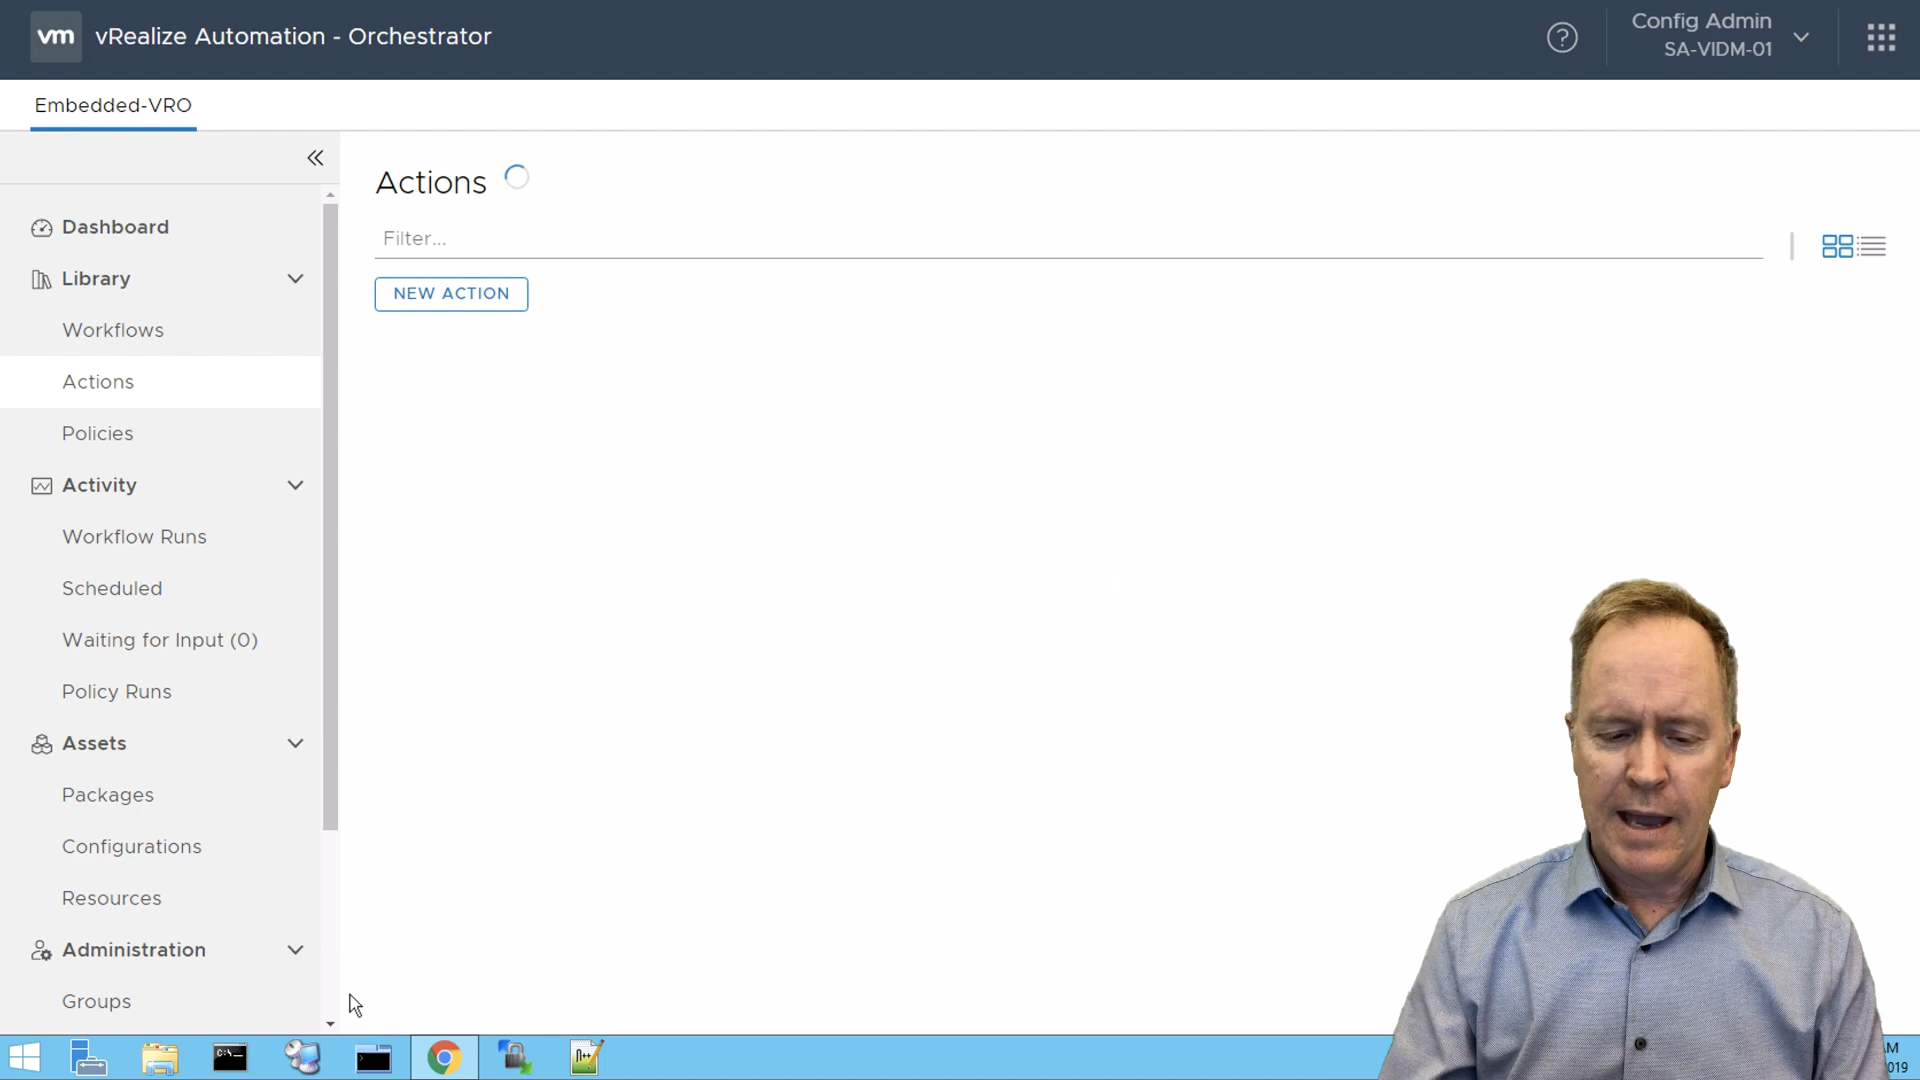 vm vRealize Automation - Orchestrator
Config Admin
SA-VIDM-01
Embedded-VRO
Dashboard
Library
Workflows
Actions
Policies
Activity
Workflow Runs
Scheduled
Waiting for Input (0)
Policy Runs
Assets
Packages
Configurations
Resources
Administration
Groups
Actions
Filter...
NEW ACTION
C:\